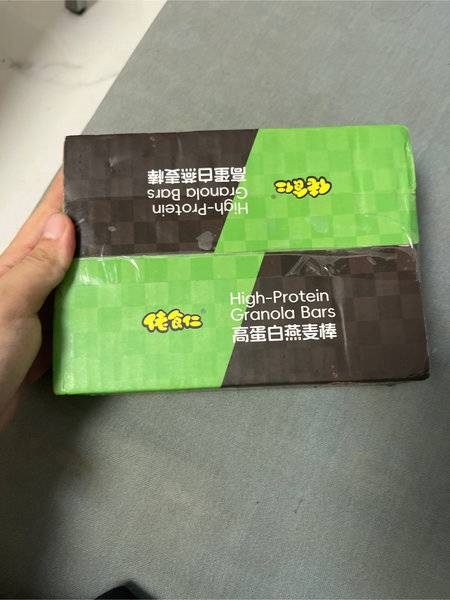 高蛋白燕麦棒
Granola Bars
High-Protein
佬食仁
佬食仁
High-Protein
Granola Bars
高蛋白燕麦棒